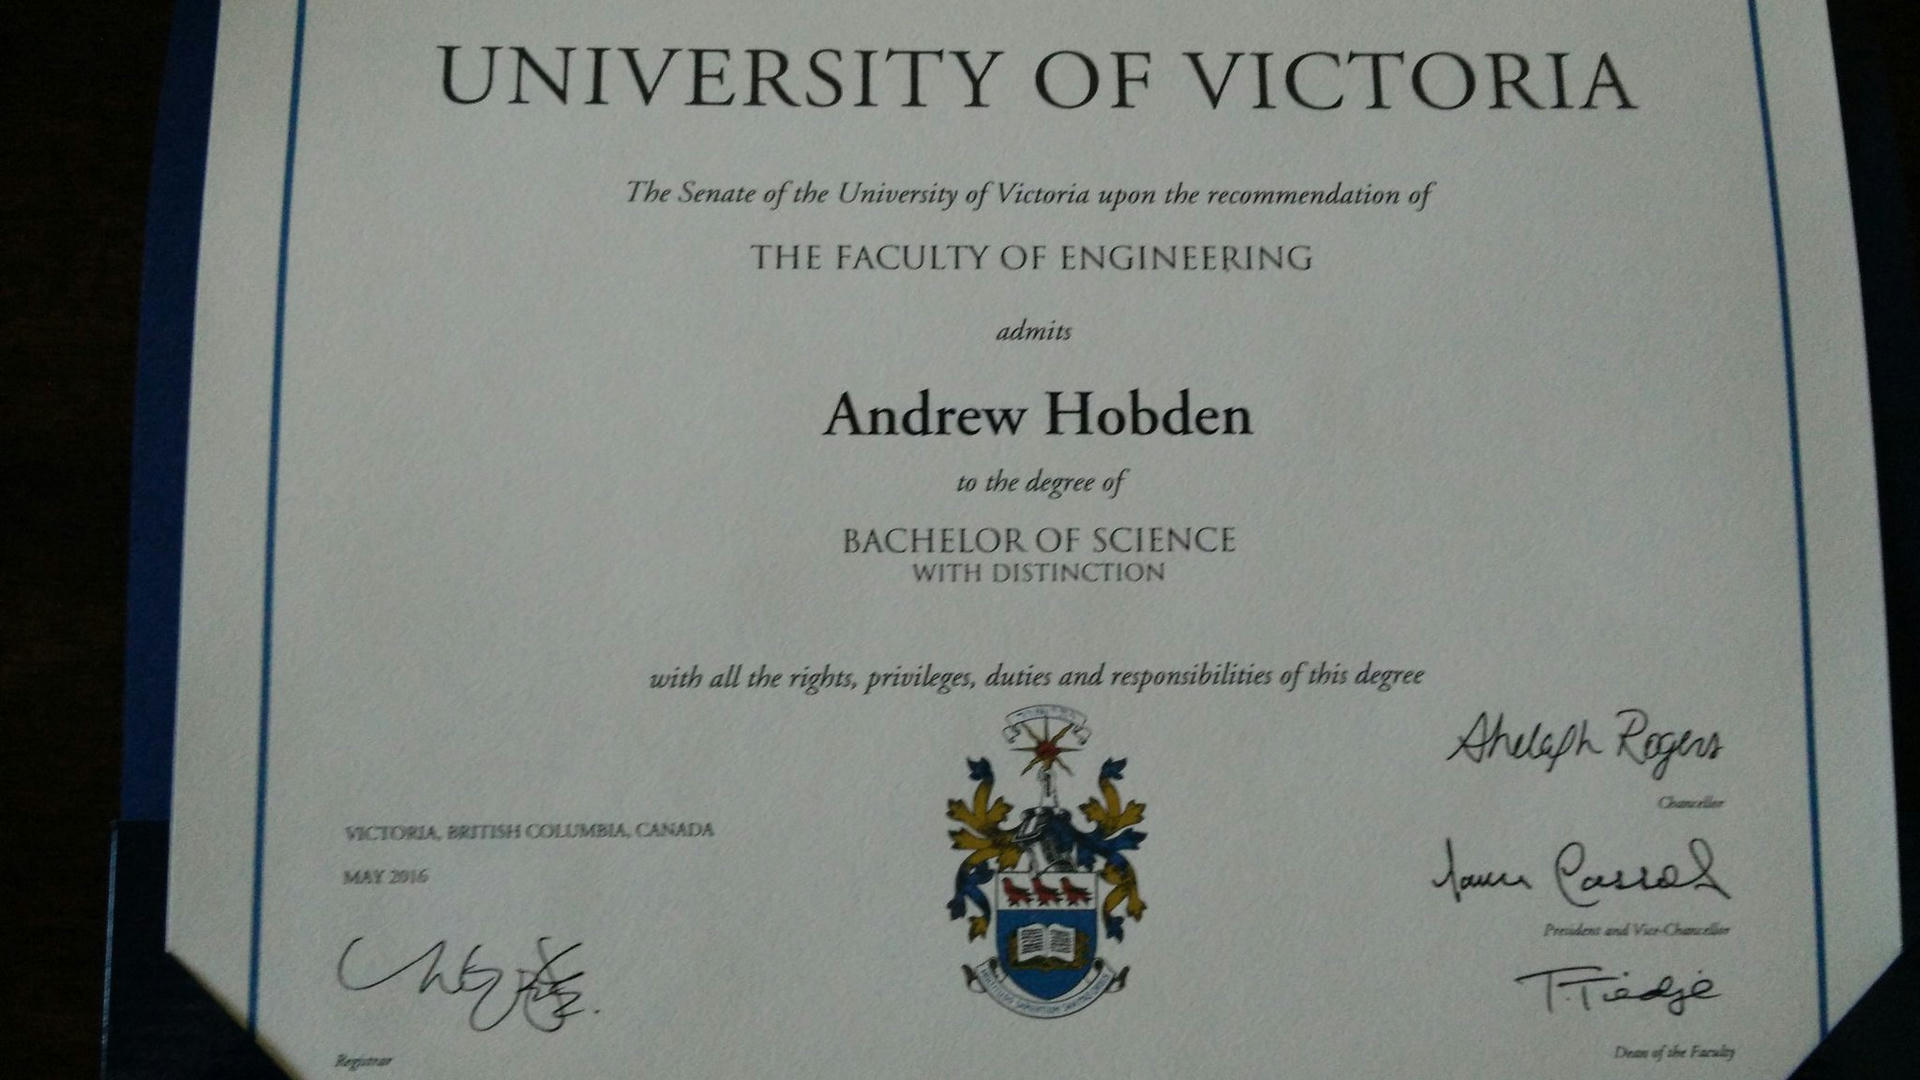 UNIVERSITY OF VICTORIA
The Senate of the University of Victoria upon the recommendation of
THE FACULTY OF ENGINEERING
admits
Andrew Hobden
to the degree of
BACHELOR OF SCIENCE
WITH DISTINCTION
with all the rights, privileges, duties and responsibilities of this degree
Shelagh Rogers
Chancellor
VICTORIA, BRITISH COLUMBIA, CANADA
MAY 2016
President and Vice-Chancellor
T. Tiedje
Registrar
Dean of the Faculty